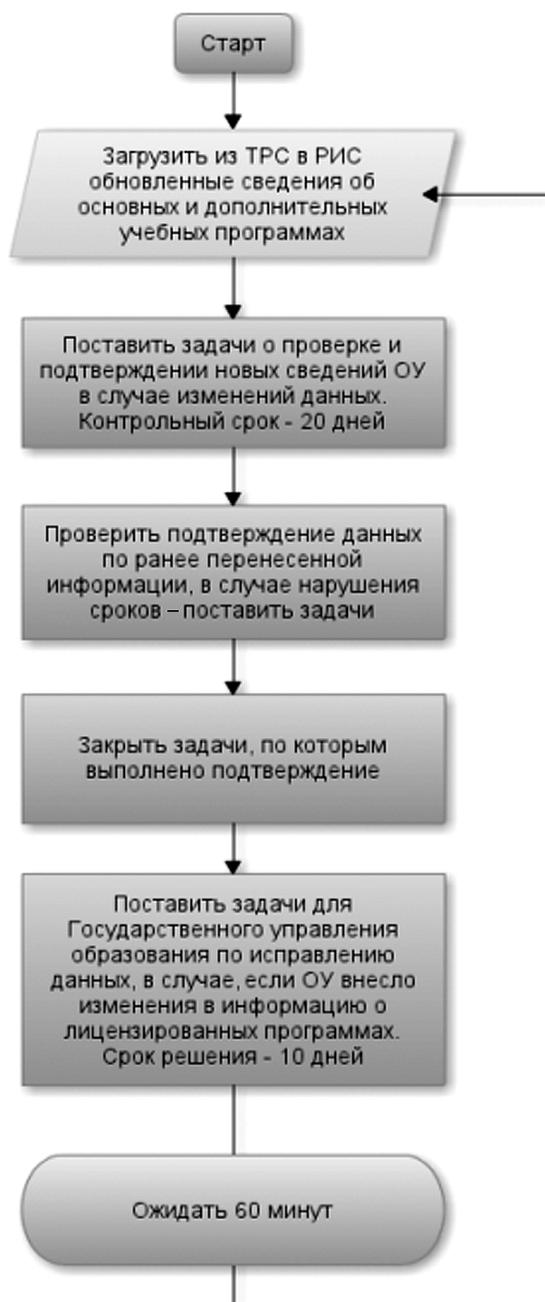 Старт
Загрузить из ТРС в РИС
обновленные сведения об
основных и дополнительных
учебных программах
Поставить задачи о проверке и
подтверждении новых сведений ОУ
в случае изменений данных.
Контрольный срок - 20 дней
Проверить подтверждение данных
по ранее перенесенной
информации, в случае нарушения
сроков – поставить задачи
Закрыть задачи, по которым
выполнено подтверждение
Поставить задачи для
Государственного управления
образования по исправлению
данных, в случае, если ОУ внесло
изменения в информацию о
лицензированных программах.
Срок решения - 10 дней
Ожидать 60 минут